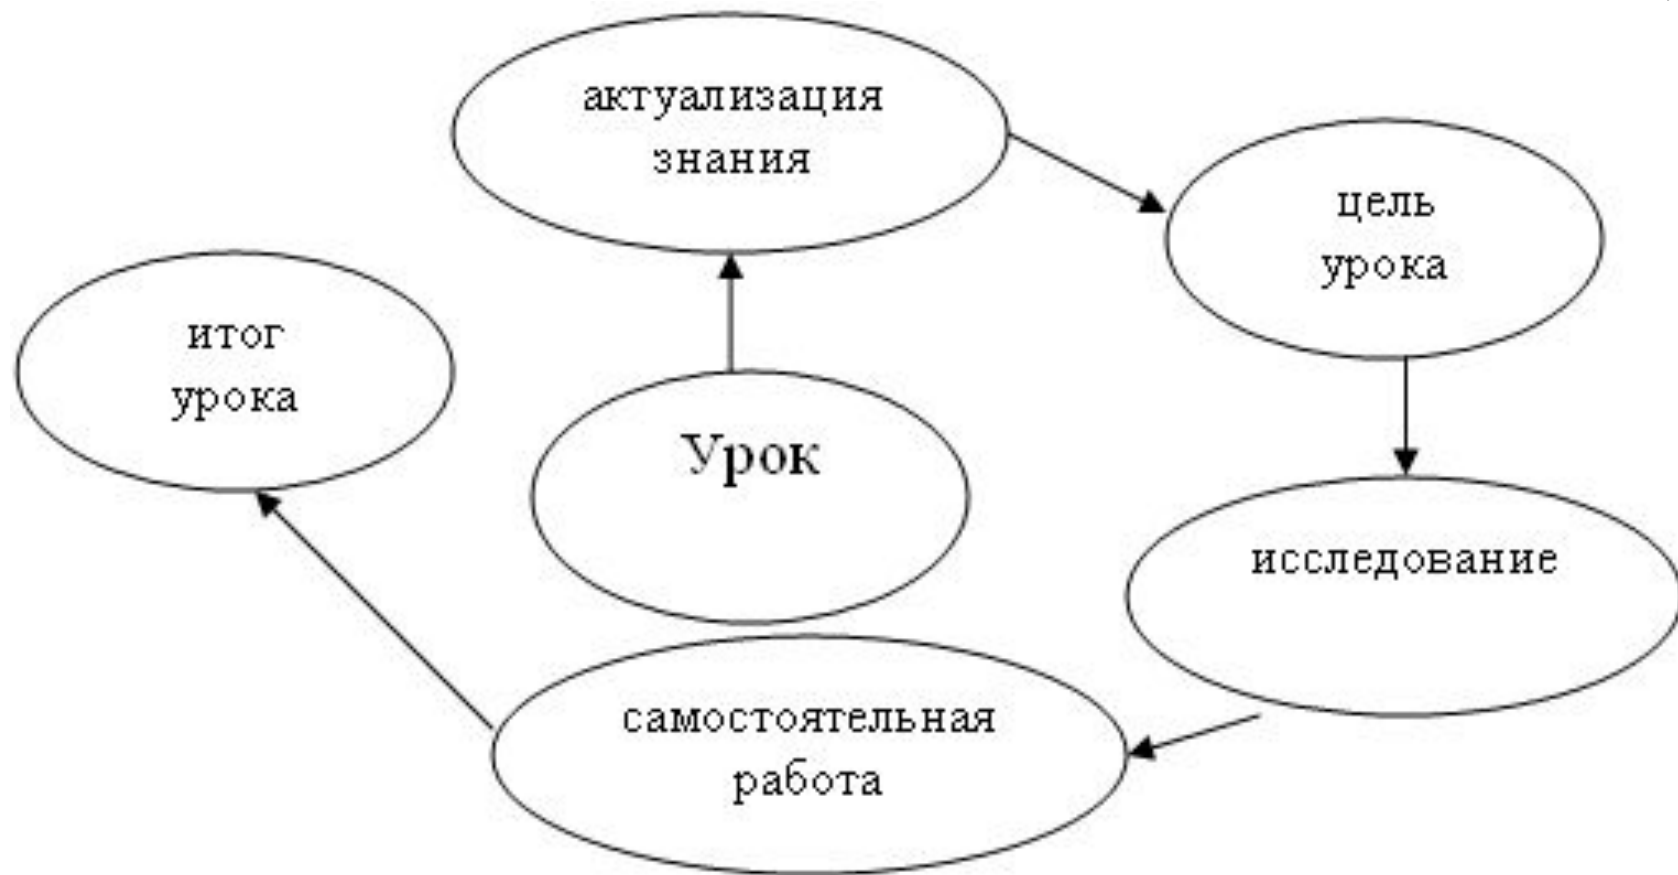 актуализация
знания
цель
урока
итог
урока
Урок
исследование
самостоятельная
работа